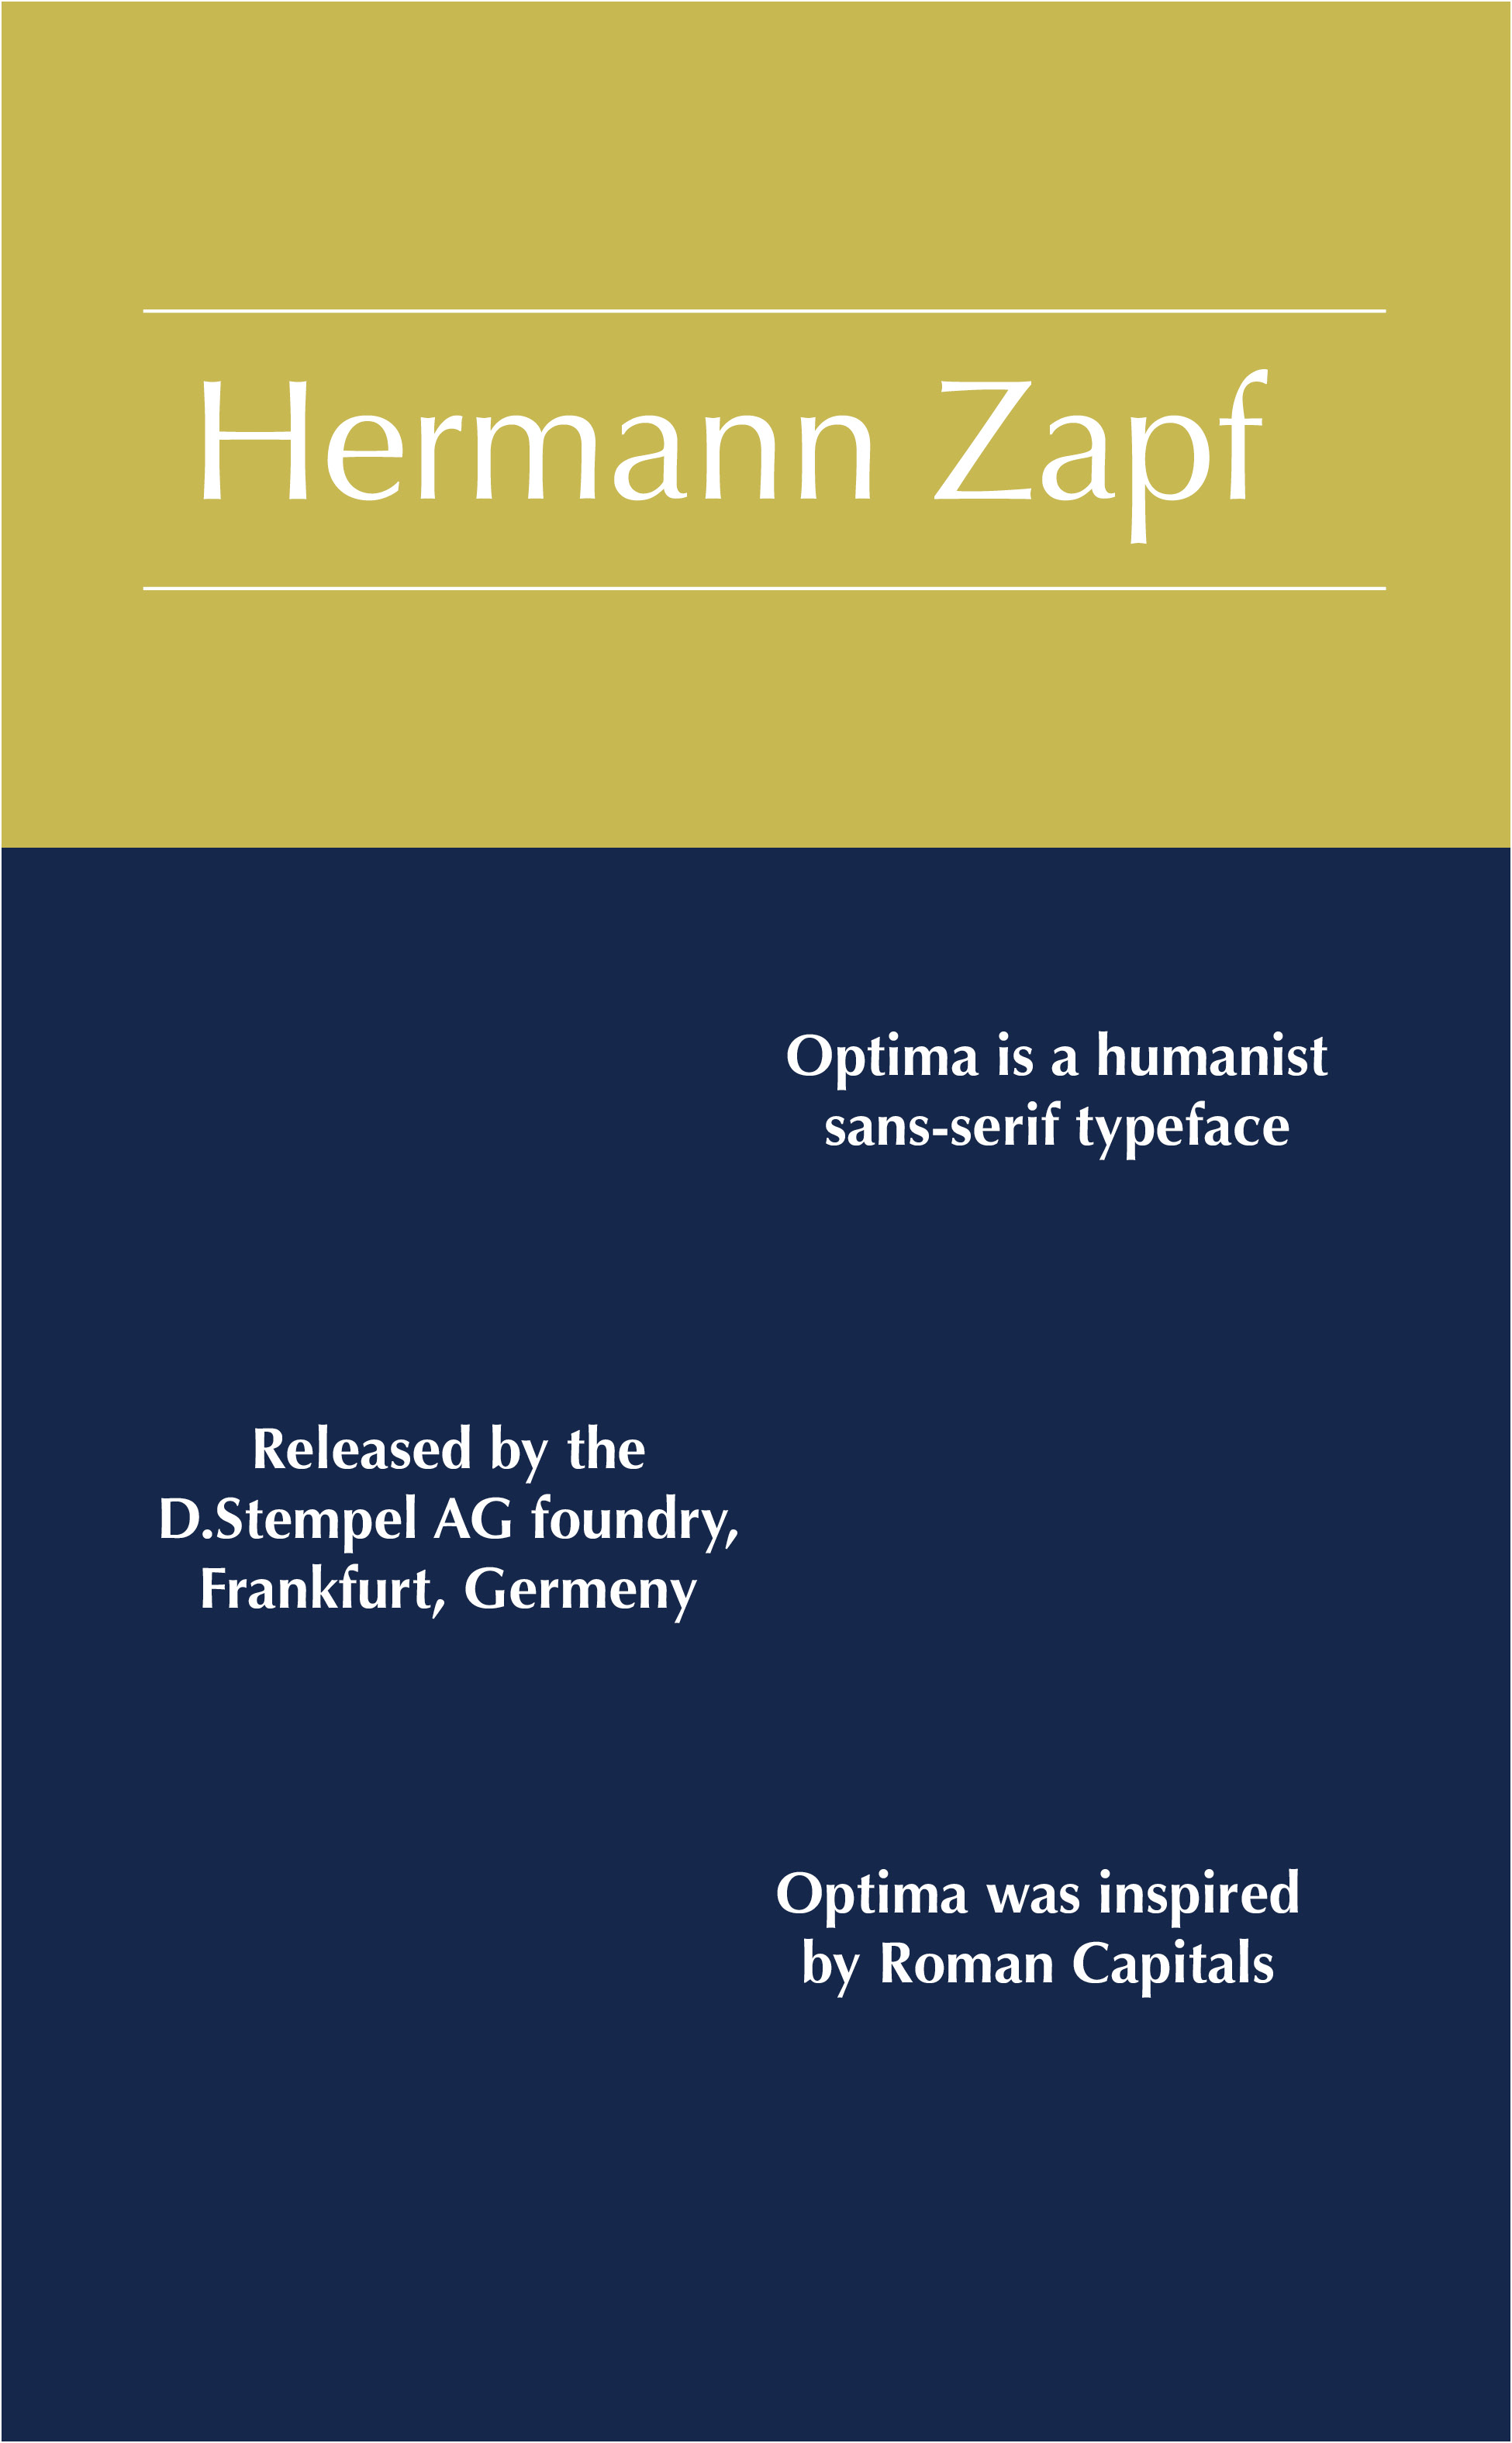 Hermann Zapf
Optima is a humanist
sans-serif typeface
Released by the
D.Stempel AG foundry,
Frankfurt, Germeny
Optima was inspired
by Roman Capitals